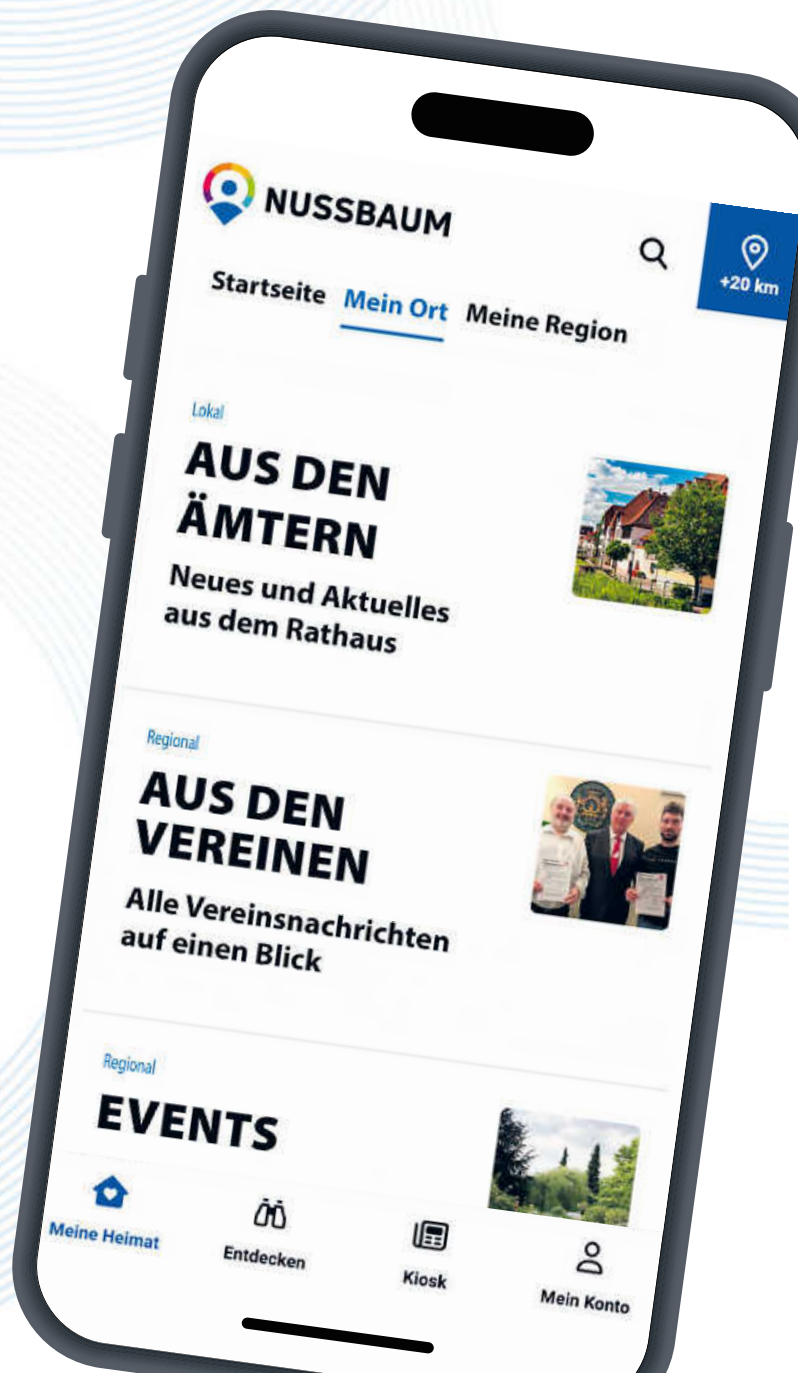 NUSSBAUM
+20 km
Startseite Mein Ort Meine Region
Lokal
AUS DEN
ÄMTERN
Neues und Aktuelles
aus dem Rathaus
Regional
AUS DEN
VEREINEN
Alle Vereinsnachrichten
auf einen Blick
Regional
EVENTS
Meine Heimat
Entdecken
Kiosk
Mein Konto